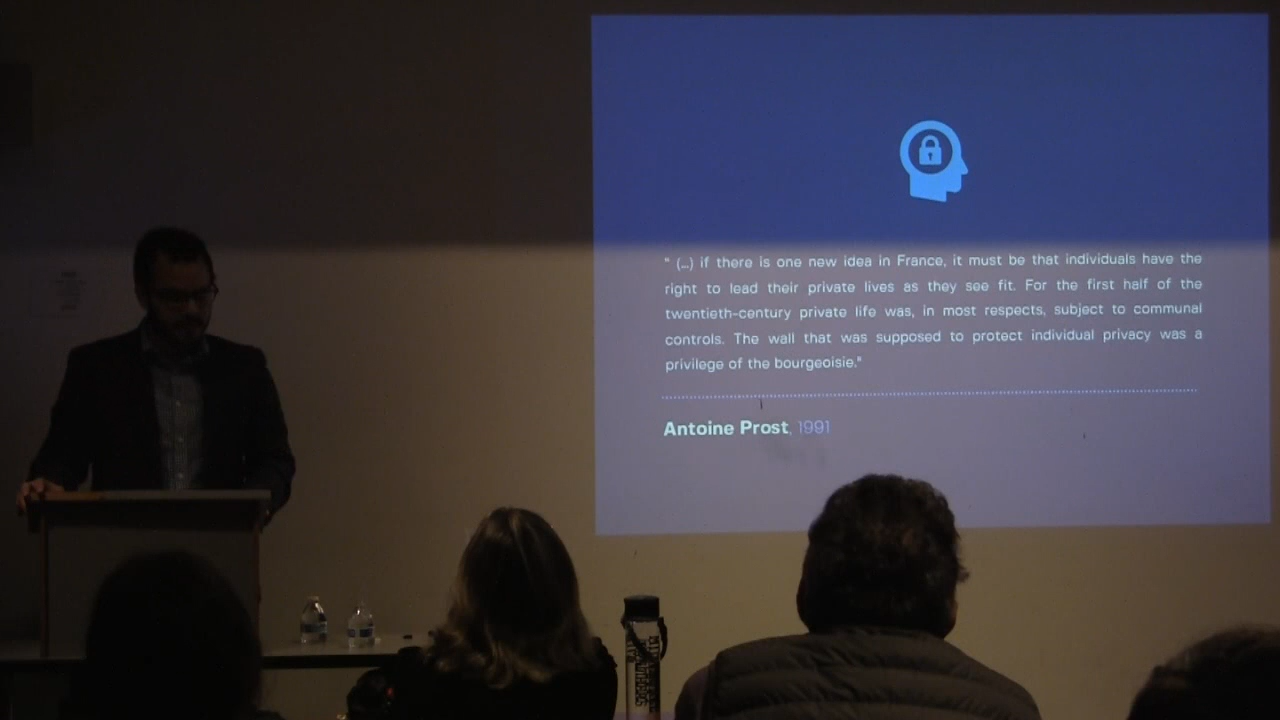 " (...) if there is one new idea in France, it must be that individuals have the
right to lead their private lives as they see fit. For the first half of the
twentieth-century private life was, in most respects, subject to communal
controls. The wall that was supposed to protect individual privacy was a
privilege of the bourgeoisie."
Antoine Prost, 1991